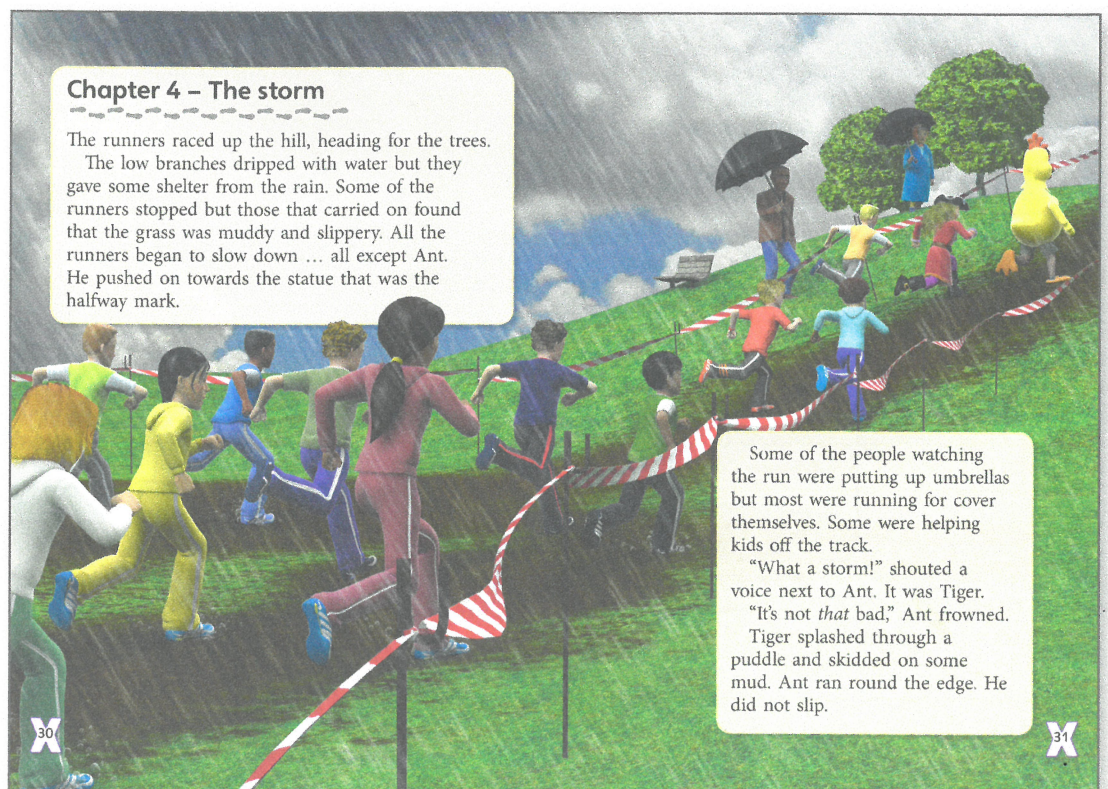 Chapter 4 – The storm
The runners raced up the hill, heading for the trees.
The low branches dripped with water but they
gave some shelter from the rain. Some of the
runners stopped but those that carried on found
that the grass was muddy and slippery. All the
runners began to slow down … all except Ant.
He pushed on towards the statue that was the
halfway mark.
Some of the people watching
the run were putting up umbrellas
but most were running for cover
themselves. Some were helping
kids off the track.
“What a storm!” shouted a
voice next to Ant. It was Tiger.
“It’s not that bad,” Ant frowned.
Tiger splashed through a
puddle and skidded on some
mud. Ant ran round the edge. He
did not slip.
30
31